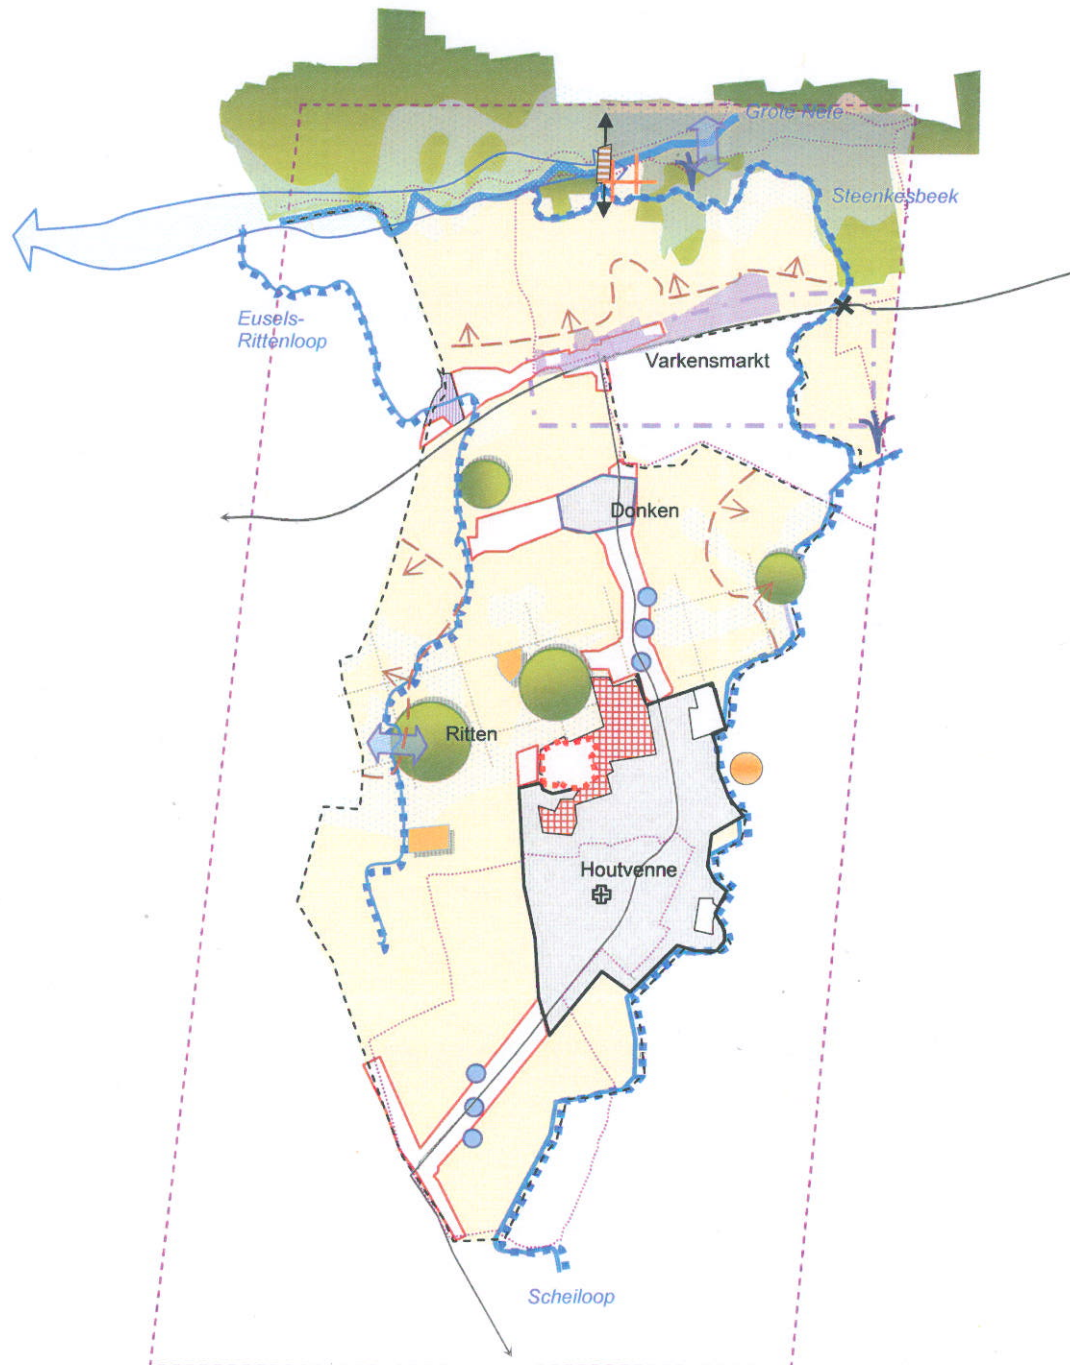 Grote Nete
Steenkesbeek
Eusels-
Rittenloop
Varkensmarkt
Donken
Ritten
Houtvenne
Scheiloop